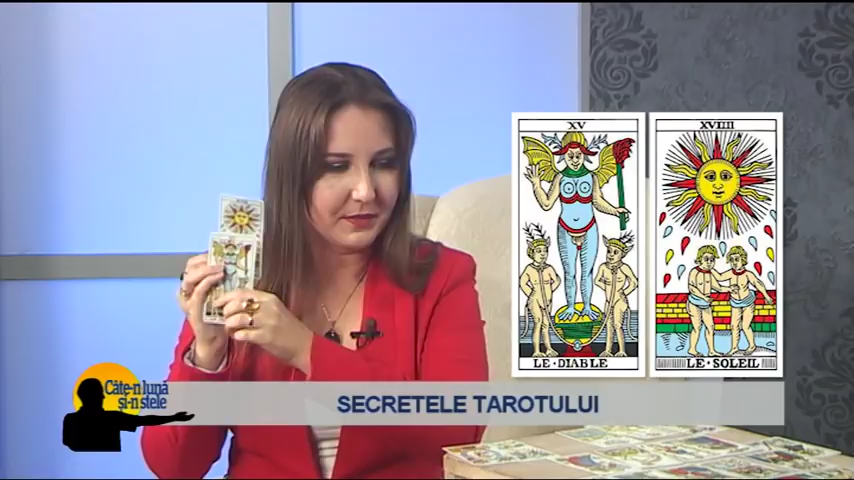 XV
XVIIII
LE·DIABLE
LE·SOLEIL
Câte-n lună
și-n stele
SECRETELE TAROTULUI